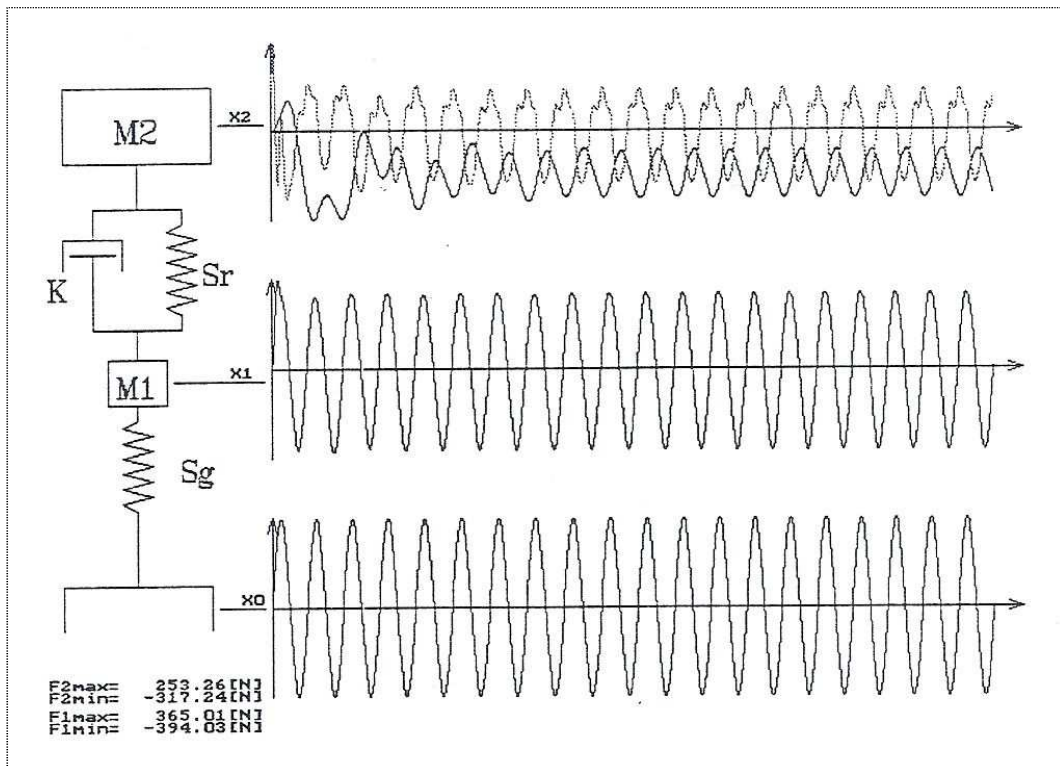 M2
X2
K
Sr
M1
X1
Sg
X0
F2max= 253.26[N]
F2min= -317.24[N]
F1max= 365.01[N]
F1min= -394.03[N]